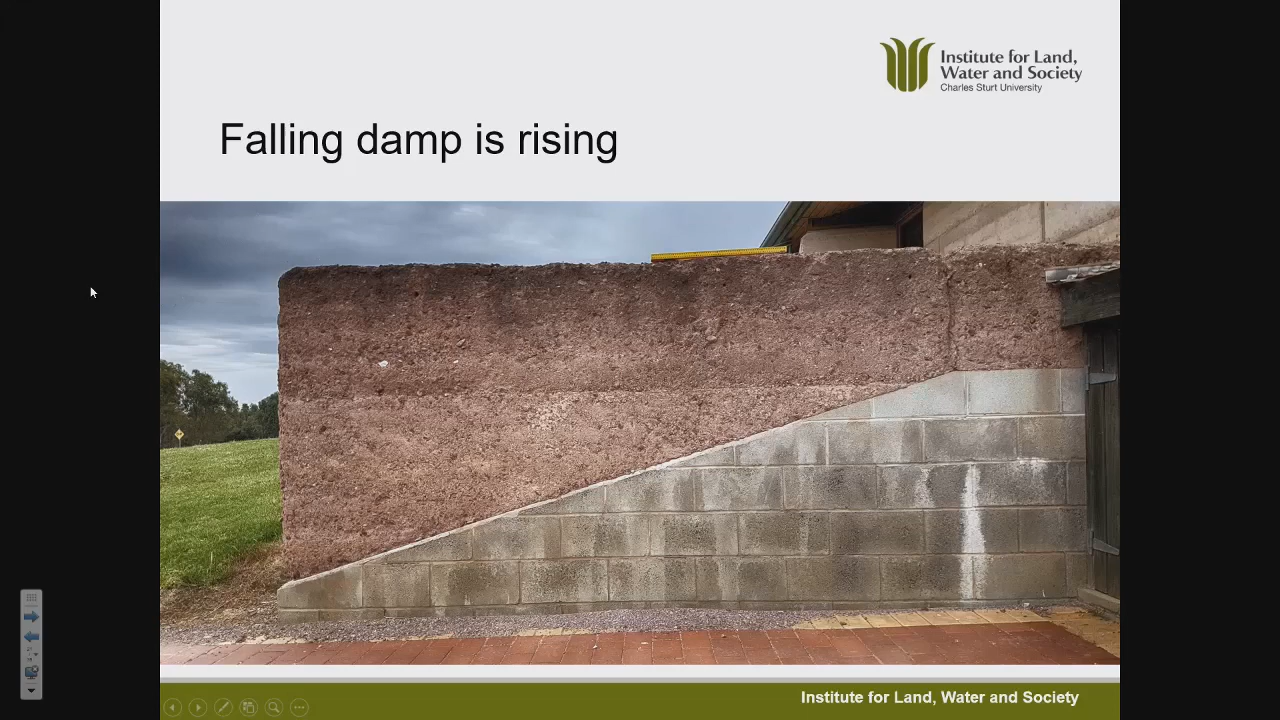 Institute for Land,
Water and Society
Charles Sturt University
Falling damp is rising
Institute for Land, Water and Society